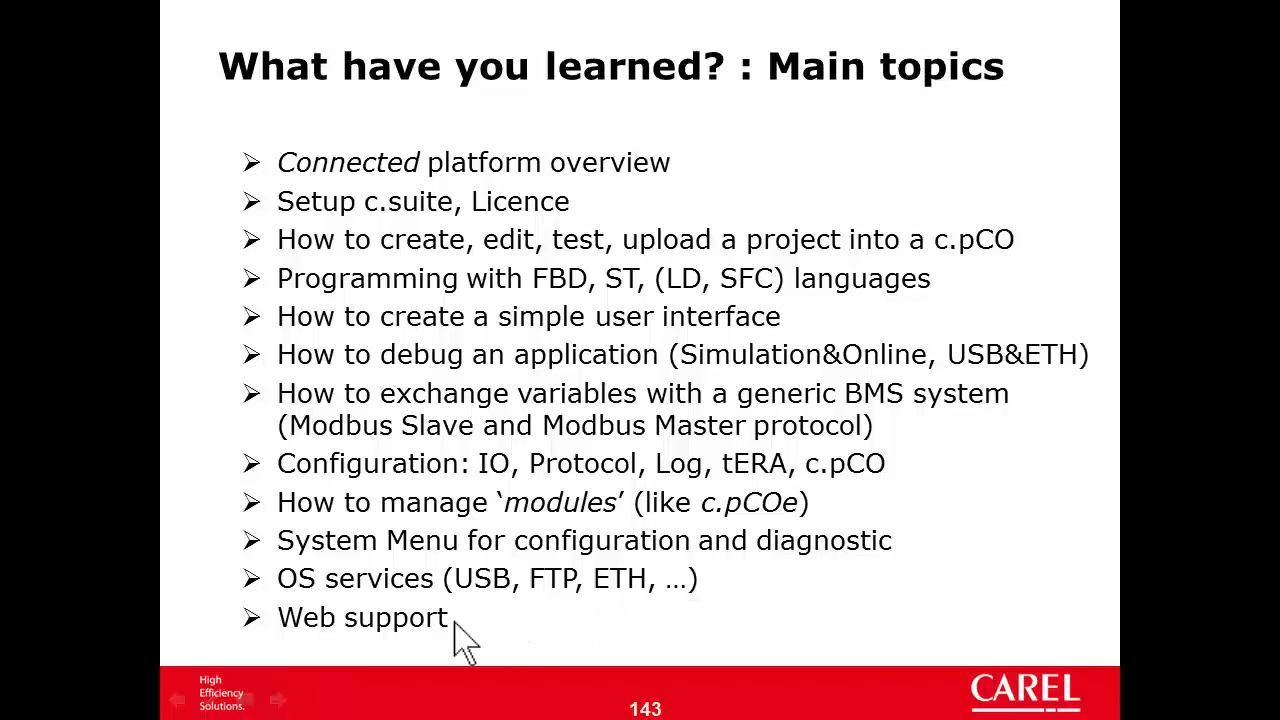 What have you learned? : Main topics
Connected platform overview
Setup c.suite, Licence
How to create, edit, test, upload a project into a c.pCO
Programming with FBD, ST, (LD, SFC) languages
How to create a simple user interface
How to debug an application (Simulation&Online, USB&ETH)
How to exchange variables with a generic BMS system
(Modbus Slave and Modbus Master protocol)
Configuration: IO, Protocol, Log, tERA, c.pCO
How to manage ‘modules’ (like c.pCOe)
System Menu for configuration and diagnostic
OS services (USB, FTP, ETH, …)
Web support
High
Efficiency
Solutions.
143
CAREL